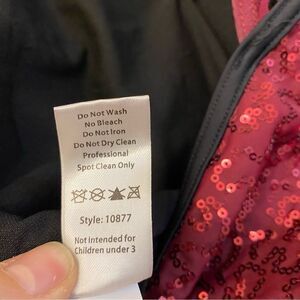 Do Not Wash
No Bleach
Do Not Iron
Do Not Dry Clean
Professional
Spot Clean Only
Style: 10877
Not Intended for
Children under 3